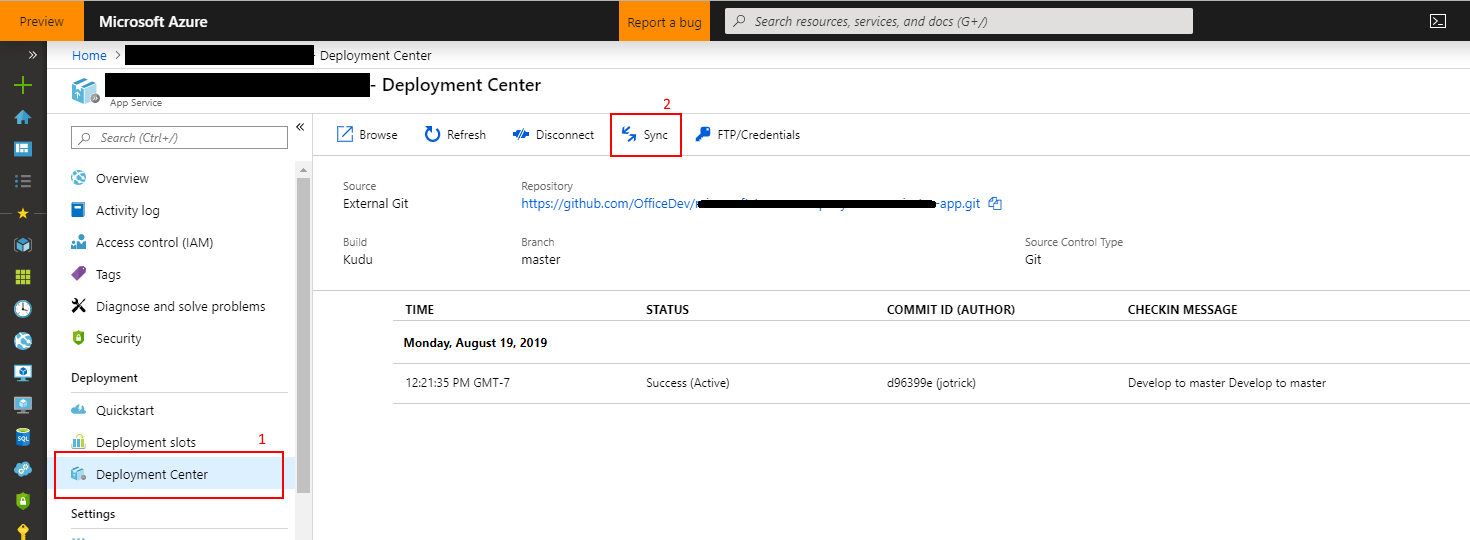 Preview
Microsoft Azure
Report a bug
Search resources, services, and docs (G+/)
Home > - Deployment Center
- Deployment Center
App Service
Search (Ctrl+/)
Overview
Activity log
Access control (IAM)
Tags
Diagnose and solve problems
Security
Deployment
Quickstart
Deployment slots
1
Deployment Center
Settings
2
Browse
Refresh
Disconnect
Sync
FTP/Credentials
Source
External Git
Repository
https://github.com/OfficeDev/ -app.git
Build
Kudu
Branch
master
Source Control Type
Git
TIME STATUS COMMIT ID (AUTHOR) CHECKIN MESSAGE
Monday, August 19, 2019
12:21:35 PM GMT-7 Success (Active) d96399e (jotrick) Develop to master Develop to master
SQL